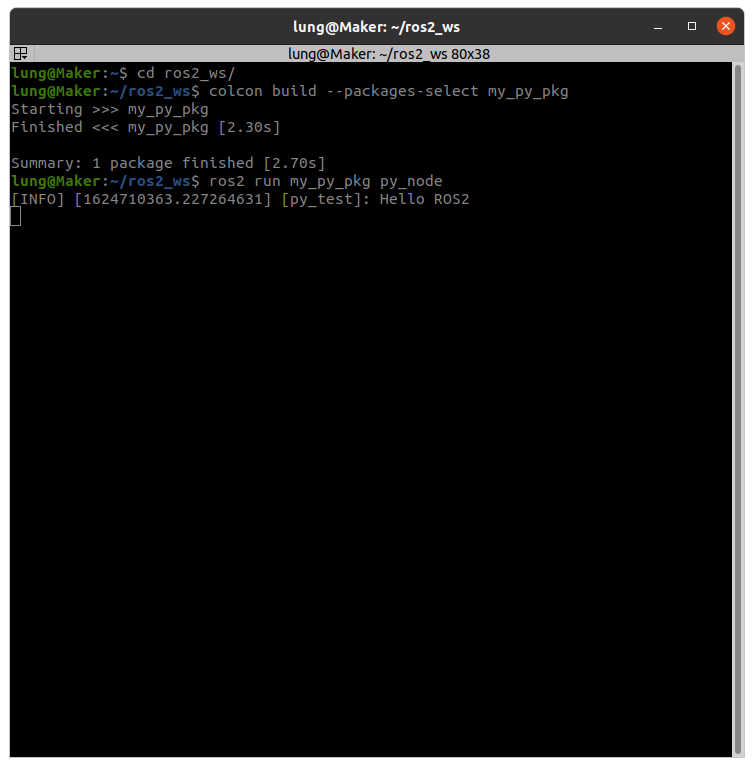 lung@Maker: ~/ros2_ws
lung@Maker: ~/ros2_ws 80x38
lung@Maker:~$ cd ros2_ws/
lung@Maker:~/ros2_ws$ colcon build --packages-select my_py_pkg
Starting >>> my_py_pkg
Finished <<< my_py_pkg [2.30s]
Summary: 1 package finished [2.70s]
lung@Maker:~/ros2_ws$ ros2 run my_py_pkg py_node
[INFO] [1624710363.227264631] [py_test]: Hello ROS2